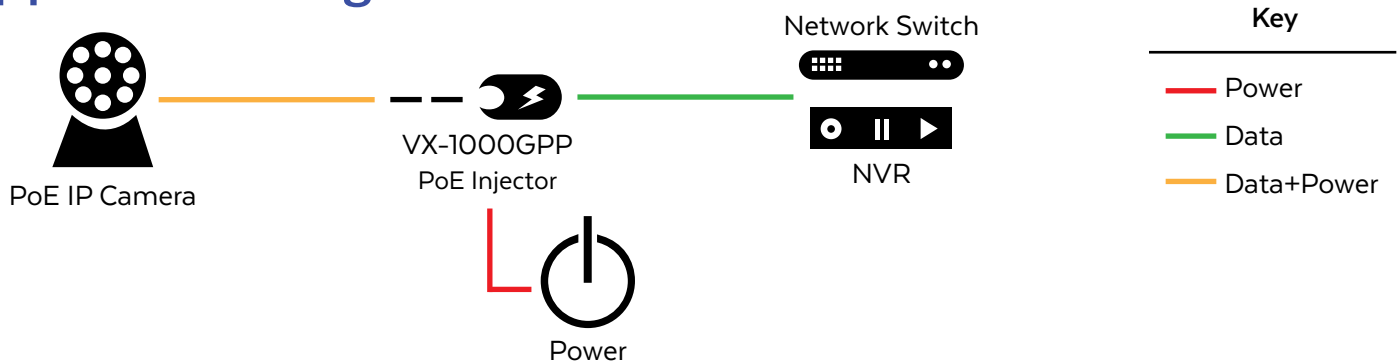 Network Switch
NVR
VX-1000GPP
PoE Injector
PoE IP Camera
Power
Key
Power
Data
Data+Power